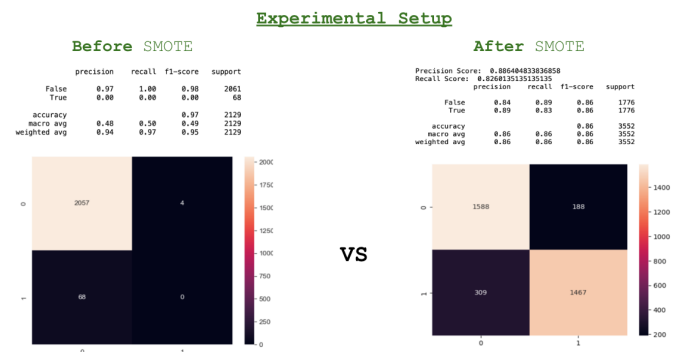 Experimental Setup
Before SMOTE
precision recall f1-score support
False 0.97 1.00 0.98 2061
True 0.00 0.00 0.00 68
accuracy 0.97 2129
macro avg 0.48 0.50 0.49 2129
weighted avg 0.94 0.97 0.95 2129
2057 4
68 0
0 1
0 1
2000
1750
1500
1250
1000
750
500
250
0
VS
After SMOTE
Precision Score: 0.886404833836858
Recall Score: 0.8260135135135135
precision recall f1-score support
False 0.84 0.89 0.86 1776
True 0.89 0.83 0.86 1776
accuracy 0.86 3552
macro avg 0.86 0.86 0.86 3552
weighted avg 0.86 0.86 0.86 3552
1588 188
309 1467
0 1
0 1
1400
1200
1000
800
600
400
200